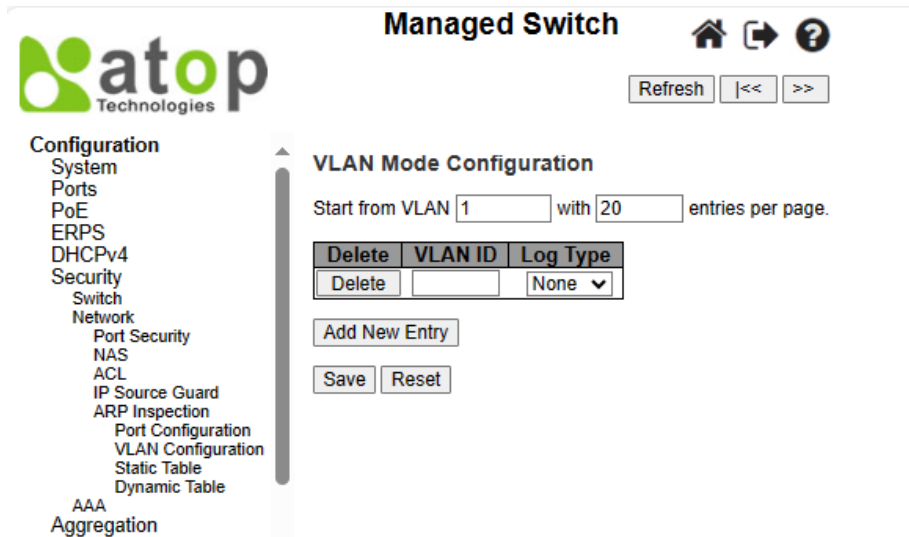 Managed Switch
atop
Technologies
Refresh |<< >>
Configuration
System
Ports
PoE
ERPS
DHCPv4
Security
Switch
Network
Port Security
NAS
ACL
IP Source Guard
ARP Inspection
Port Configuration
VLAN Configuration
Static Table
Dynamic Table
AAA
Aggregation
VLAN Mode Configuration
Start from VLAN 1 with 20 entries per page.
Delete VLAN ID Log Type
Delete None
Add New Entry
Save Reset